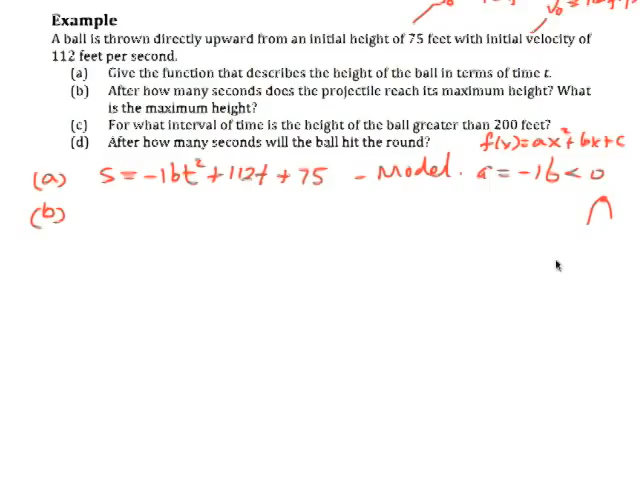 v₀ =
Example
A ball is thrown directly upward from an initial height of 75 feet with initial velocity of
112 feet per second.
(a) Give the function that describes the height of the ball in terms of time t.
(b) After how many seconds does the projectile reach its maximum height? What
is the maximum height?
(c) For what interval of time is the height of the ball greater than 200 feet?
(d) After how many seconds will the ball hit the round? f(x)=ax²+bx+c
(a) S = -16t² + 112t + 75 - Model. a = -16 < 0
(b)